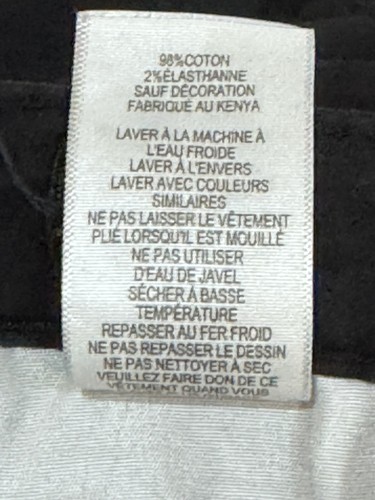 98%COTON
2%ÉLASTHANNE
SAUF DÉCORATION
FABRIQUÉ AU KENYA
LAVER À LA MACHINE À
L'EAU FROIDE
LAVER À L'ENVERS
LAVER AVEC COULEURS
SIMILAIRES
NE PAS LAISSER LE VÊTEMENT
PLIÉ LORSQU'IL EST MOUILLÉ
NE PAS UTILISER
D'EAU DE JAVEL
SÉCHER À BASSE
TEMPÉRATURE
REPASSER AU FER FROID
NE PAS REPASSER LE DESSIN
NE PAS NETTOYER À SEC
VEUILLEZ FAIRE DON DE CE
VÊTEMENT QUAND VOUS